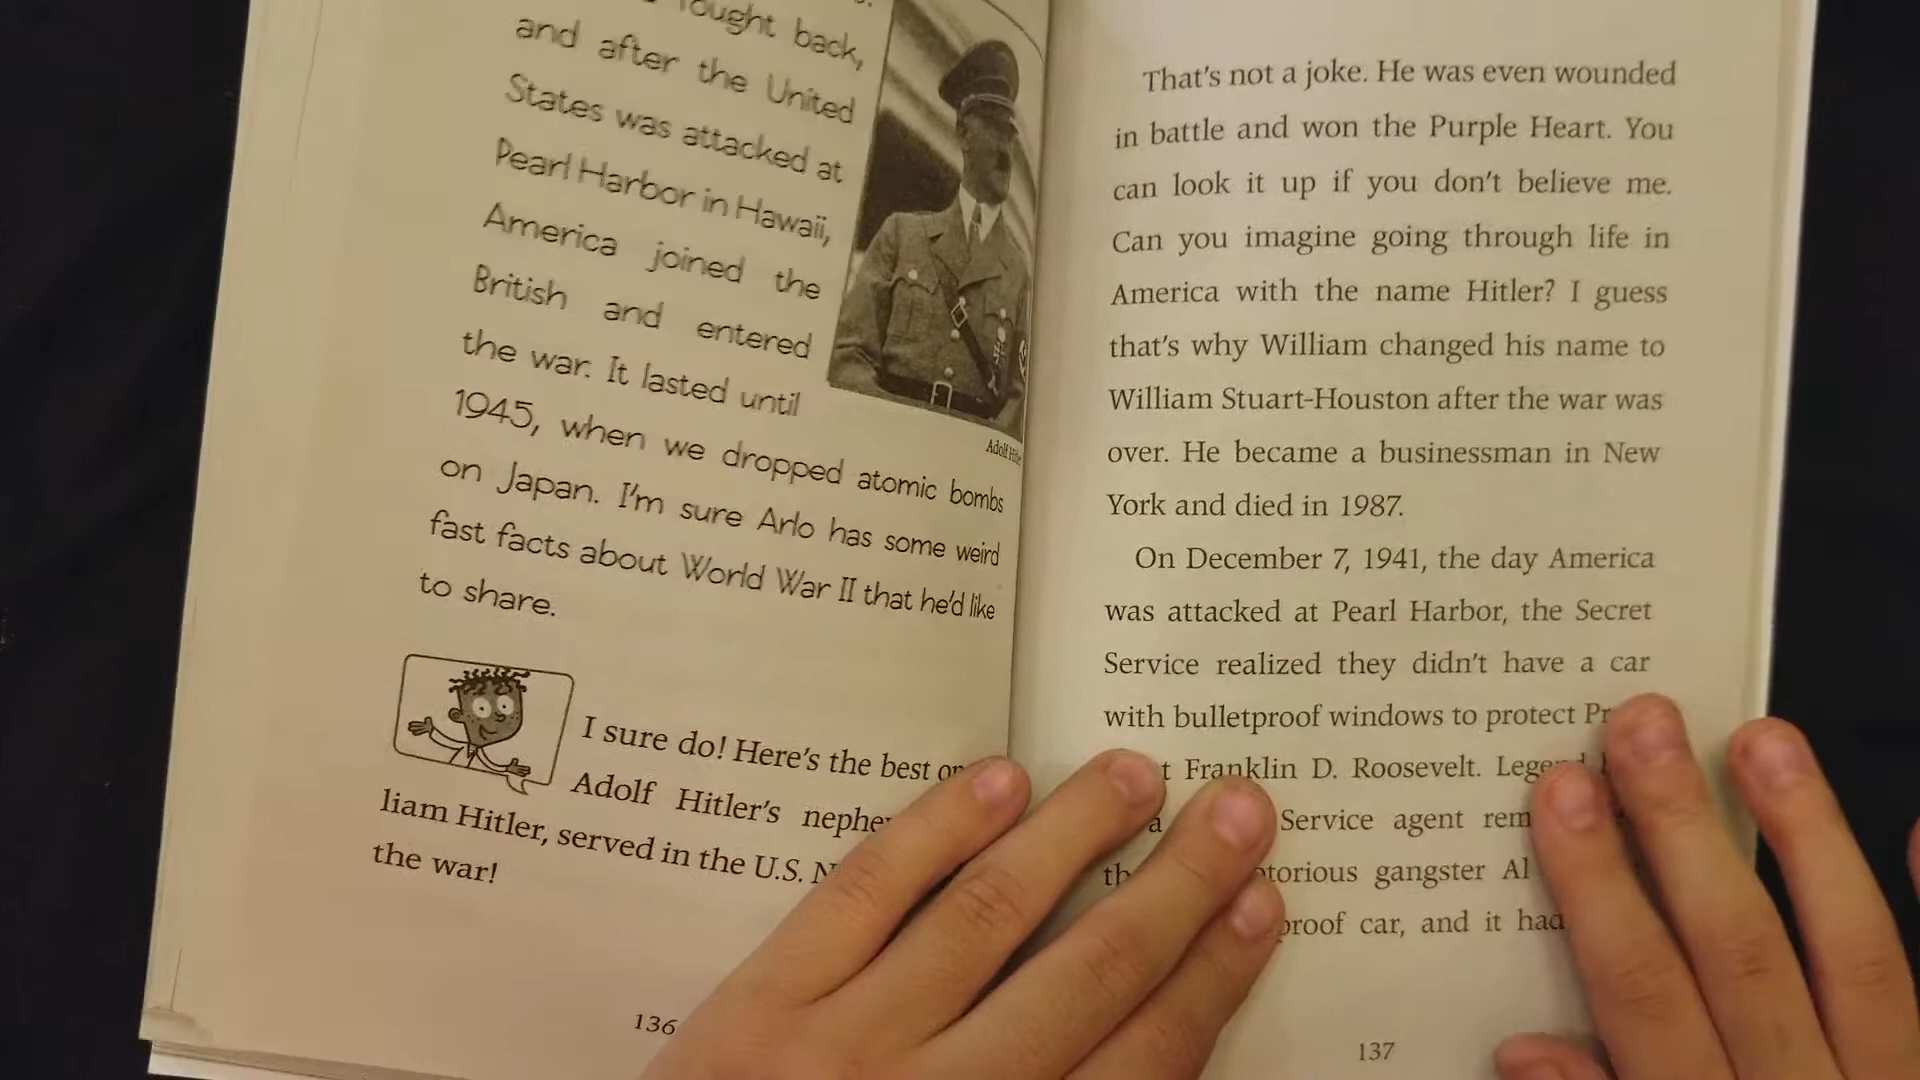 fought back,
and after the United
States was attacked at
Pearl Harbor in Hawaii,
America joined the
British and entered
the war. It lasted until
1945, when we dropped atomic bombs
on Japan. I'm sure Arlo has some weird
fast facts about World War II that he'd like
to share.
Adolf
I sure do! Here's the best
Adolf Hitler's
liam Hitler, served in the U.S.
the war!
136
That's not a joke. He was even wounded
in battle and won the Purple Heart. You
can look it up if you don't believe me.
Can you imagine going through life in
America with the name Hitler? I guess
that's why William changed his name to
William Stuart-Houston after the war was
over. He became a businessman in New
York and died in 1987.
On December 7, 1941, the day America
was attacked at Pearl Harbor, the Secret
Service realized they didn't have a car
with bulletproof windows to protect
Franklin D. Roosevelt.
a Service agent
gangster Al
proof car, and it had
137